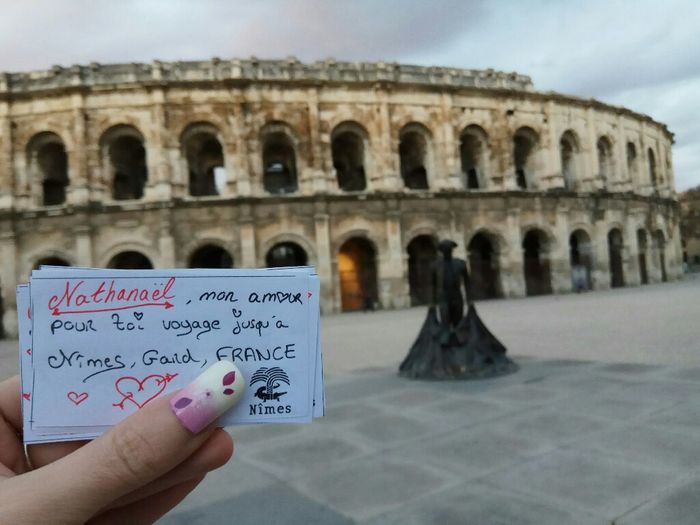 Nathanaël, mon amour
pour toi voyage jusqu'à
Nîmes, Gard, FRANCE
Nîmes